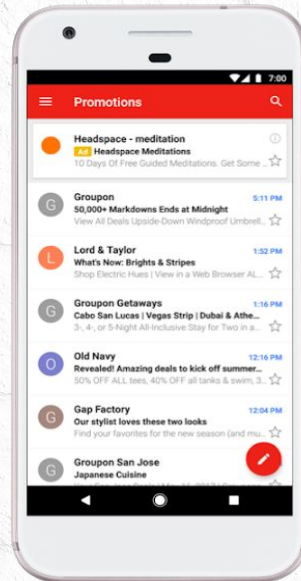 7:00
Promotions
Headspace - meditation
Ad Headspace Meditations
10 Days Of Free Guided Meditations. Get Some ...
G
Groupon 5:11 PM
50,000+ Markdowns Ends at Midnight
View All Deals Upside-Down Windproof Umbrell...
L
Lord & Taylor 1:52 PM
What's Now: Brights & Stripes
Shop Electric Hues | View in a Web Browser AL...
G
Groupon Getaways 1:16 PM
Cabo San Lucas | Vegas Strip | Dubai & Athe...
3-, 4-, or 5-Night All-Inclusive Stay for Two in a...
O
Old Navy 12:16 PM
Revealed! Amazing deals to kick off summer...
50% OFF ALL tees, 40% OFF all tanks & swim, 3...
G
Gap Factory 12:04 PM
Our stylist loves these two looks
Find your favorites for the new season (and mu...
G
Groupon San Jose
Japanese Cuisine